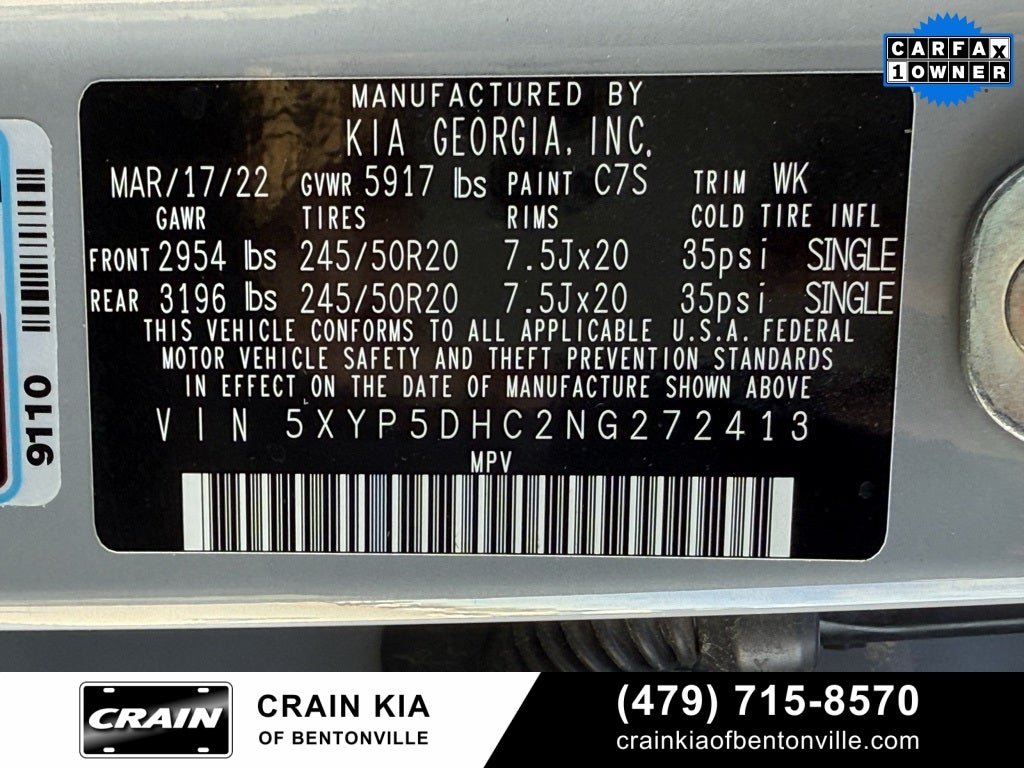 CARFAX
1 OWNER
MANUFACTURED BY
KIA GEORGIA, INC.
MAR/17/22 GVWR 5917 lbs PAINT C7S TRIM WK
GAWR TIRES RIMS COLD TIRE INFL
FRONT 2954 lbs 245/50R20 7.5Jx20 35psi SINGLE
REAR 3196 lbs 245/50R20 7.5Jx20 35psi SINGLE
THIS VEHICLE CONFORMS TO ALL APPLICABLE U.S.A. FEDERAL
MOTOR VEHICLE SAFETY AND THEFT PREVENTION STANDARDS
IN EFFECT ON THE DATE OF MANUFACTURE SHOWN ABOVE
VIN 5XYP5DHC2NG272413
MPV
9110
CRAIN
CRAIN KIA
OF BENTONVILLE
(479) 715-8570
crainkiaofbentonville.com